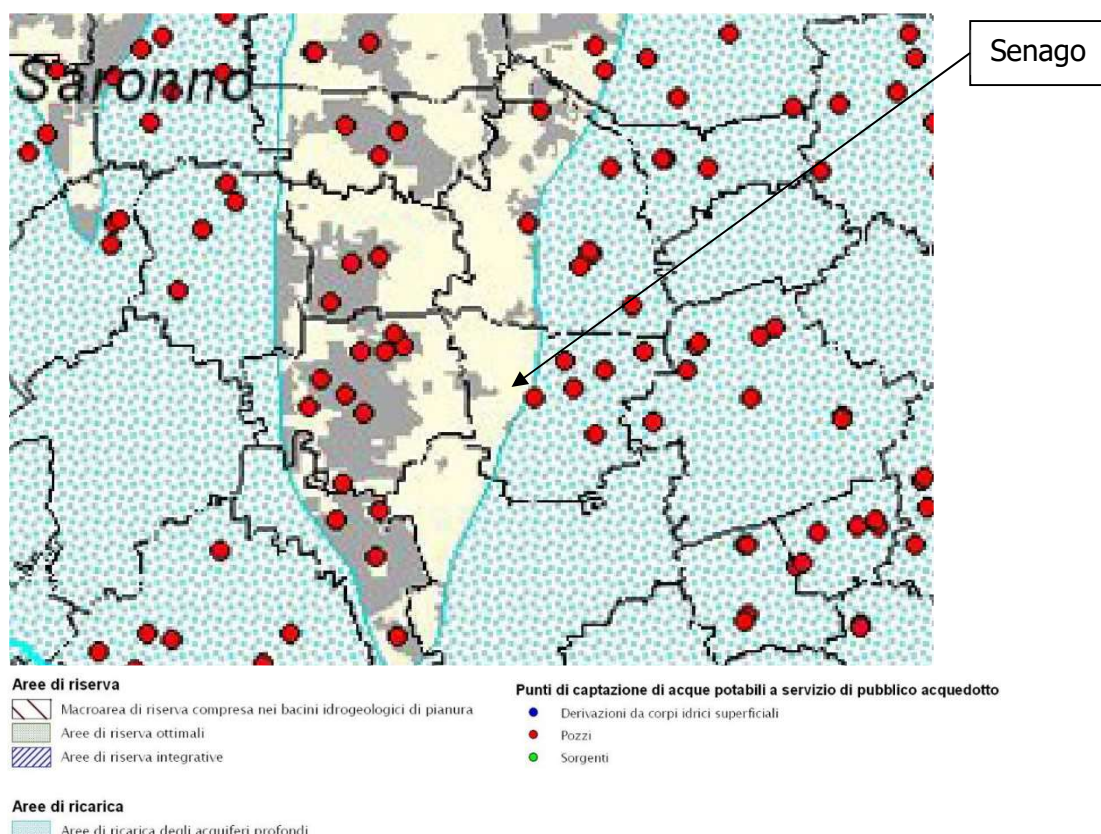 Senago
Saronno
Aree di riserva
Macroarea di riserva compresa nei bacini idrogeologici di pianura
Aree di riserva ottimali
Aree di riserva integrative
Aree di ricarica
Aree di ricarica degli acquiferi profondi
Punti di captazione di acque potabili a servizio di pubblico acquedotto
Derivazioni da corpi idrici superficiali
Pozzi
Sorgenti